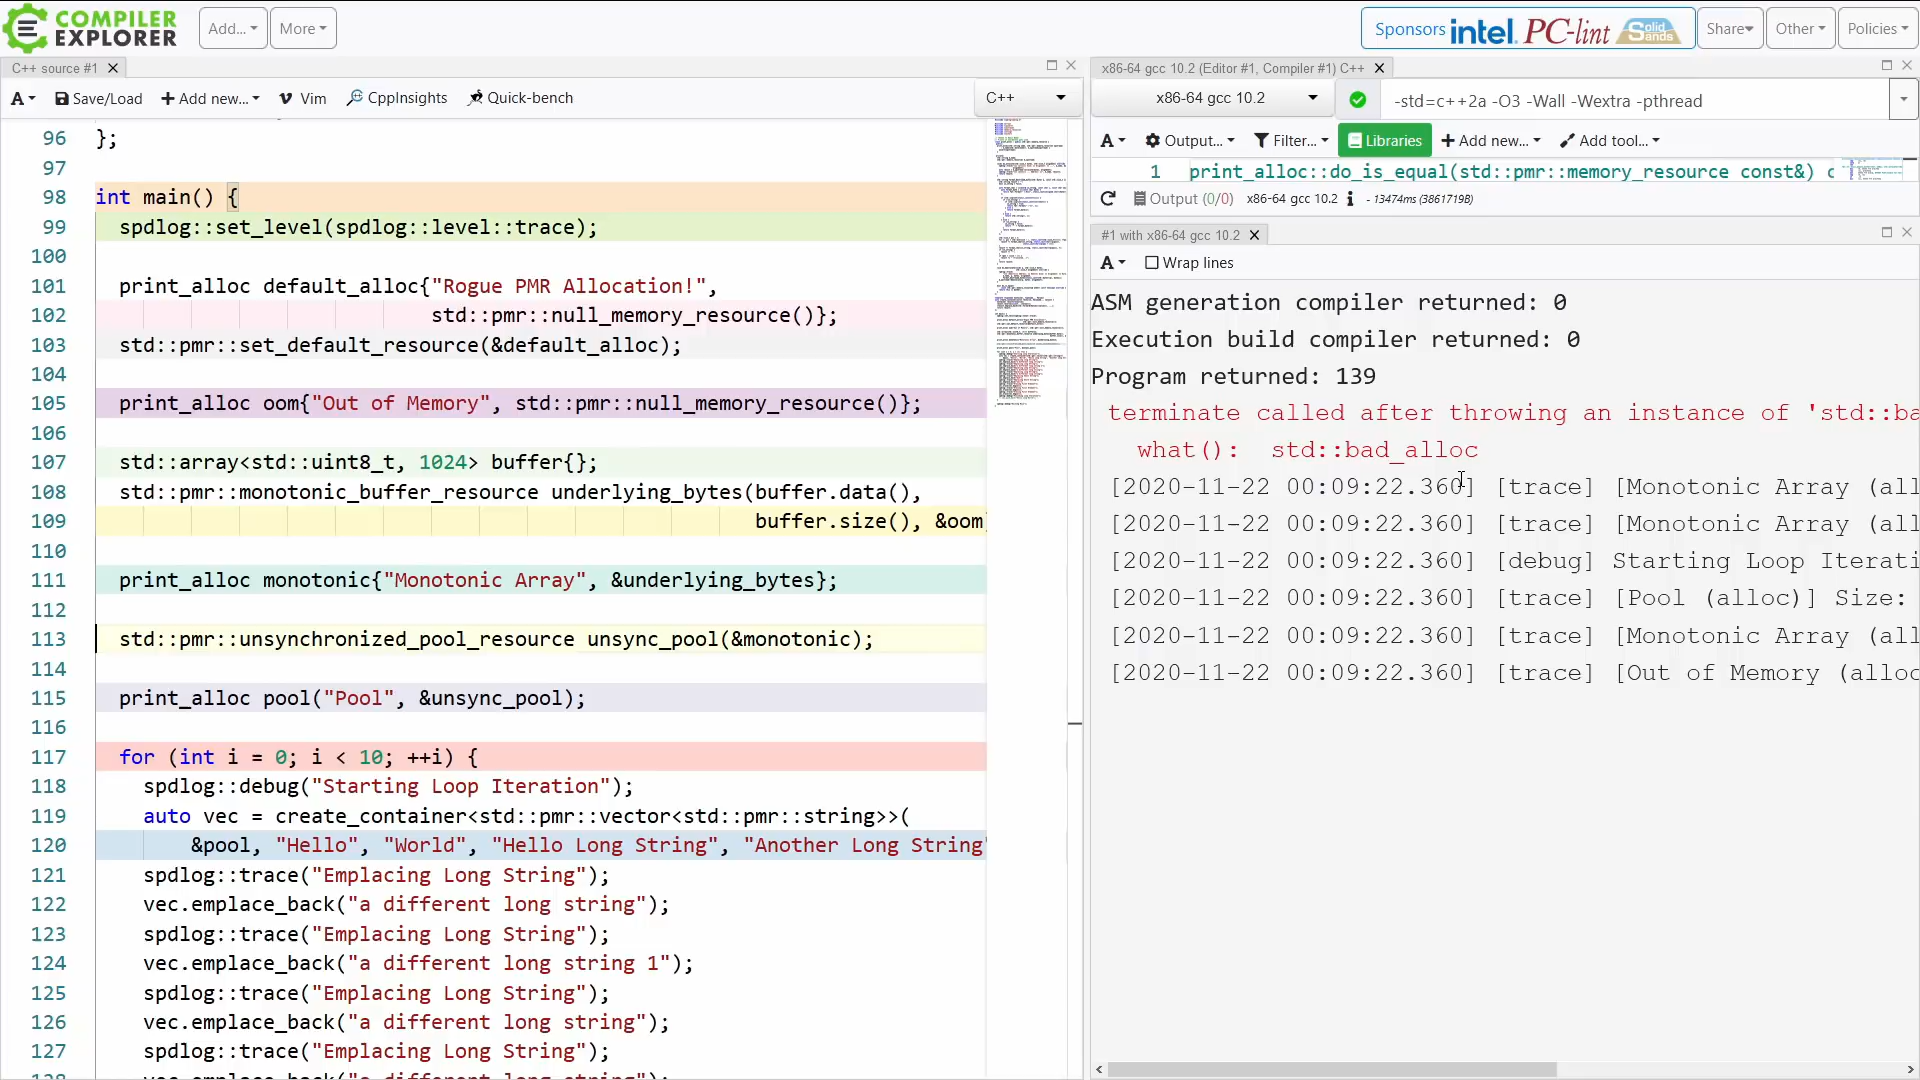 COMPILER
EXPLORER
Add...
More
Sponsors intel. PC-lint Solid Sands
Share
Other
Policies
C++ source #1
A
Save/Load
Add new...
Vim
CppInsights
Quick-bench
C++
96 };
97
98 int main() {
99 spdlog::set_level(spdlog::level::trace);
100
101 print_alloc default_alloc{"Rogue PMR Allocation!",
102 std::pmr::null_memory_resource()};
103 std::pmr::set_default_resource(&default_alloc);
104
105 print_alloc oom{"Out of Memory", std::pmr::null_memory_resource()};
106
107 std::array<std::uint8_t, 1024> buffer{};
108 std::pmr::monotonic_buffer_resource underlying_bytes(buffer.data(),
109 buffer.size(), &oom)
110
111 print_alloc monotonic{"Monotonic Array", &underlying_bytes};
112
113 std::pmr::unsynchronized_pool_resource unsync_pool(&monotonic);
114
115 print_alloc pool("Pool", &unsync_pool);
116
117 for (int i = 0; i < 10; ++i) {
118 spdlog::debug("Starting Loop Iteration");
119 auto vec = create_container<std::pmr::vector<std::pmr::string>>(
120 &pool, "Hello", "World", "Hello Long String", "Another Long String"
121 spdlog::trace("Emplacing Long String");
122 vec.emplace_back("a different long string");
123 spdlog::trace("Emplacing Long String");
124 vec.emplace_back("a different long string 1");
125 spdlog::trace("Emplacing Long String");
126 vec.emplace_back("a different long string");
127 spdlog::trace("Emplacing Long String");
x86-64 gcc 10.2 (Editor #1, Compiler #1) C++
x86-64 gcc 10.2
-std=c++2a -O3 -Wall -Wextra -pthread
A
Output...
Filter...
Libraries
Add new...
Add tool...
1 print_alloc::do_is_equal(std::pmr::memory_resource const&) c
Output (0/0) x86-64 gcc 10.2 i - 13474ms (3861719B)
#1 with x86-64 gcc 10.2
A
Wrap lines
ASM generation compiler returned: 0
Execution build compiler returned: 0
Program returned: 139
terminate called after throwing an instance of 'std::ba
what(): std::bad_alloc
[2020-11-22 00:09:22.360] [trace] [Monotonic Array (all
[2020-11-22 00:09:22.360] [trace] [Monotonic Array (all
[2020-11-22 00:09:22.360] [debug] Starting Loop Iterati
[2020-11-22 00:09:22.360] [trace] [Pool (alloc)] Size:
[2020-11-22 00:09:22.360] [trace] [Monotonic Array (all
[2020-11-22 00:09:22.360] [trace] [Out of Memory (alloc